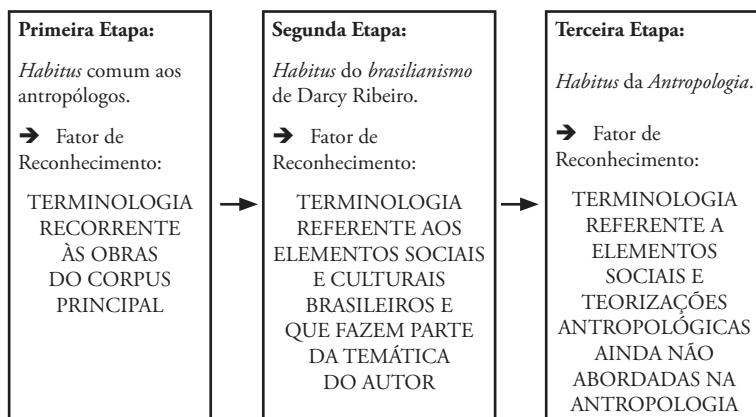 Primeira Etapa:
Habitus comum aos
antropólogos.
➔ Fator de
Reconhecimento:
TERMINOLOGIA
RECORRENTE
ÀS OBRAS
DO CORPUS
PRINCIPAL
Segunda Etapa:
Habitus do brasilianismo
de Darcy Ribeiro.
➔ Fator de
Reconhecimento:
TERMINOLOGIA
REFERENTE AOS
ELEMENTOS SOCIAIS
E CULTURAIS
BRASILEIROS E
QUE FAZEM PARTE
DA TEMÁTICA
DO AUTOR
Terceira Etapa:
Habitus da Antropologia.
➔ Fator de
Reconhecimento:
TERMINOLOGIA
REFERENTE A
ELEMENTOS
SOCIAIS E
TEORIZAÇÕES
ANTROPOLÓGICAS
AINDA NÃO
ABORDADAS NA
ANTROPOLOGIA